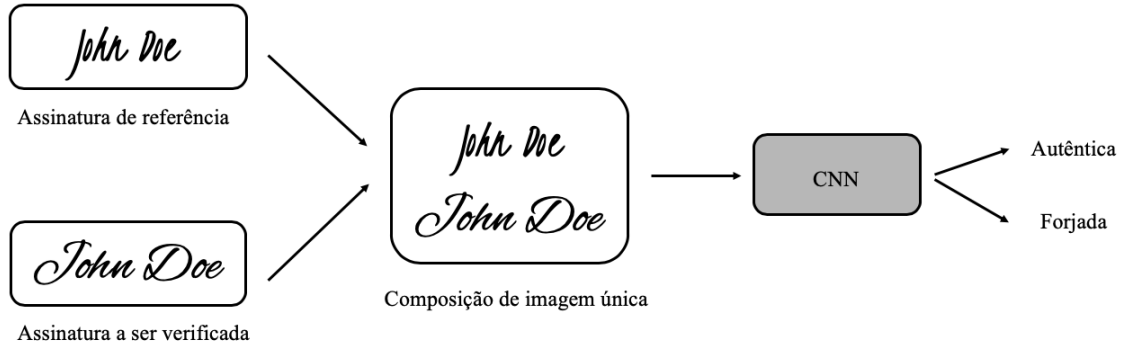 John Doe
Assinatura de referência
John Doe
Assinatura a ser verificada
John Doe
John Doe
Composição de imagem única
CNN
Autêntica
Forjada